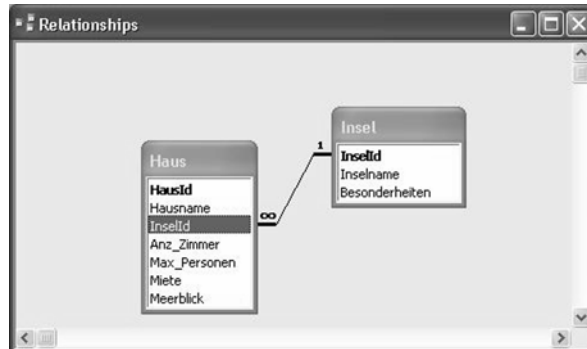 Relationships
Haus
HausId
Hausname
InselId
Anz_Zimmer
Max_Personen
Miete
Meerblick
∞
1
Insel
InselId
Inselname
Besonderheiten